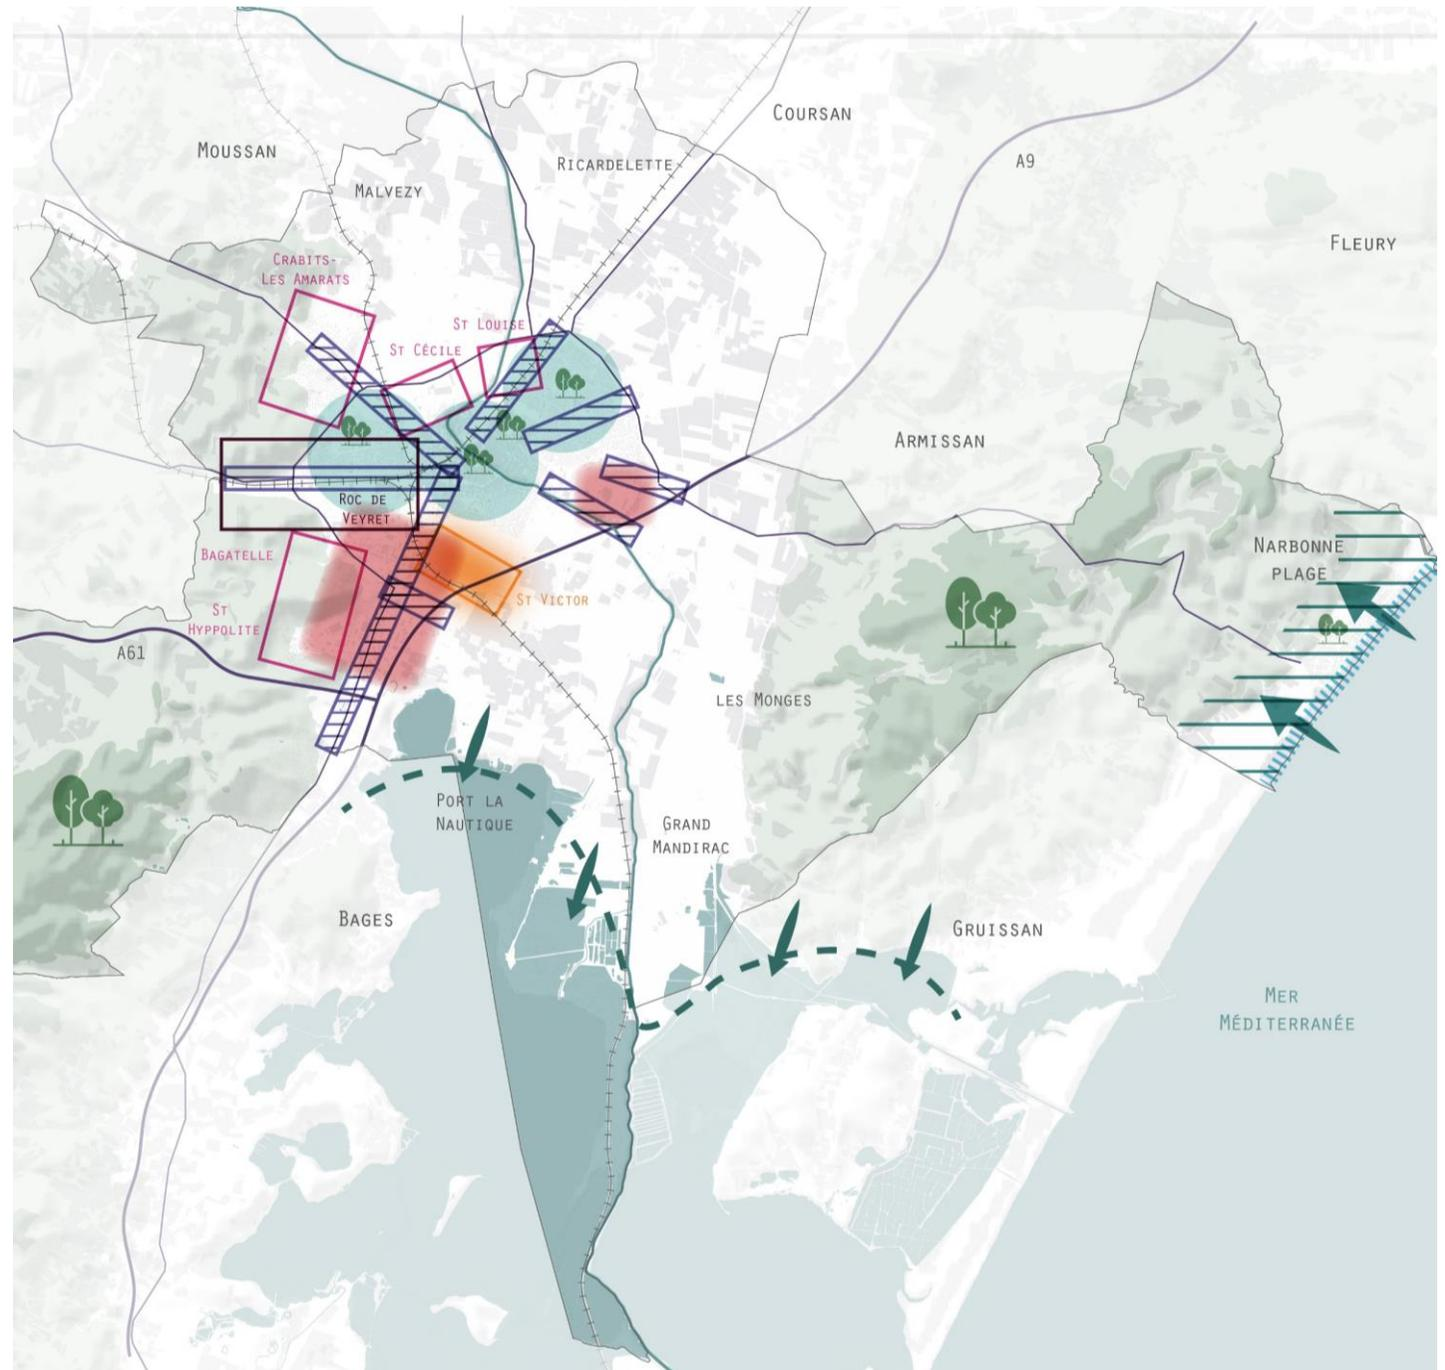 COURSAN
MOUSSAN
RICARDELETTE
A9
MALVEZY
FLEURY
CRABITS-
LES AMARATS
ST LOUISE
ST CÉCILE
ARMISSAN
ROC DE
VEYRET
NARBONNE
PLAGE
BAGATELLE
ST VICTOR
ST
HYPPOLITE
A61
LES MONGES
PORT LA
NAUTIQUE
GRAND
MANDIRAC
BAGES
GRUISSAN
MER
MÉDITERRANÉE